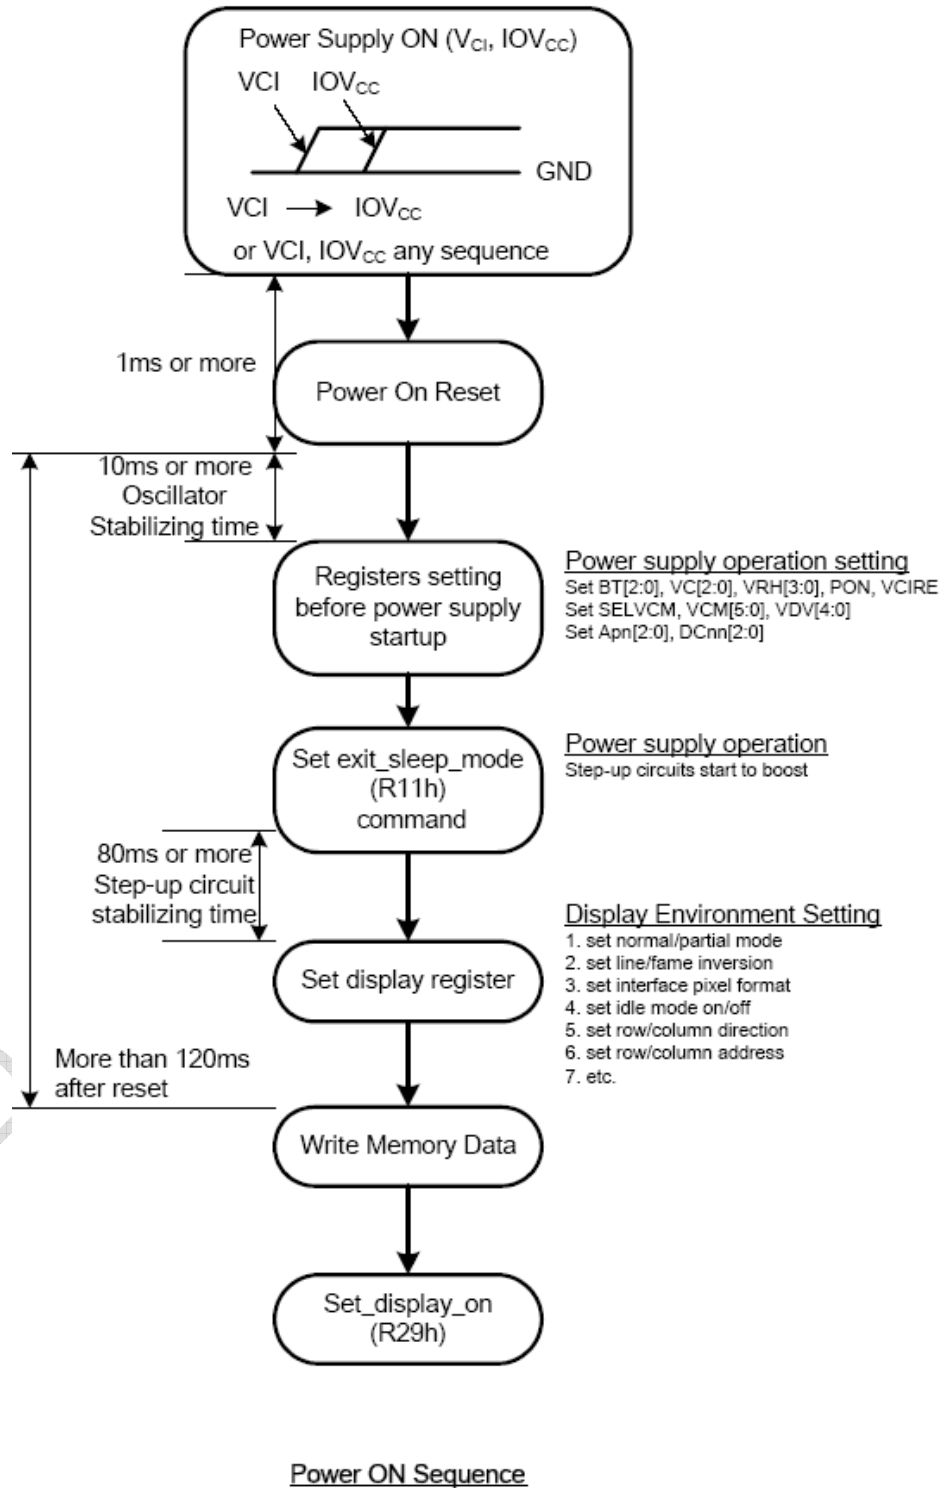 Power Supply ON (VCI, IOVCC)
VCI IOVCC
GND
VCI → IOVCC
or VCI, IOVCC any sequence
1ms or more
Power On Reset
10ms or more
Oscillator
Stabilizing time
Registers setting
before power supply
startup
Power supply operation setting
Set BT[2:0], VC[2:0], VRH[3:0], PON, VCIRE
Set SELVCM, VCM[5:0], VDV[4:0]
Set Apn[2:0], DCnn[2:0]
Set exit_sleep_mode
(R11h)
command
Power supply operation
Step-up circuits start to boost
80ms or more
Step-up circuit
stabilizing time
Set display register
Display Environment Setting
1. set normal/partial mode
2. set line/fame inversion
3. set interface pixel format
4. set idle mode on/off
5. set row/column direction
6. set row/column address
7. etc.
More than 120ms
after reset
Write Memory Data
Set_display_on
(R29h)
Power ON Sequence